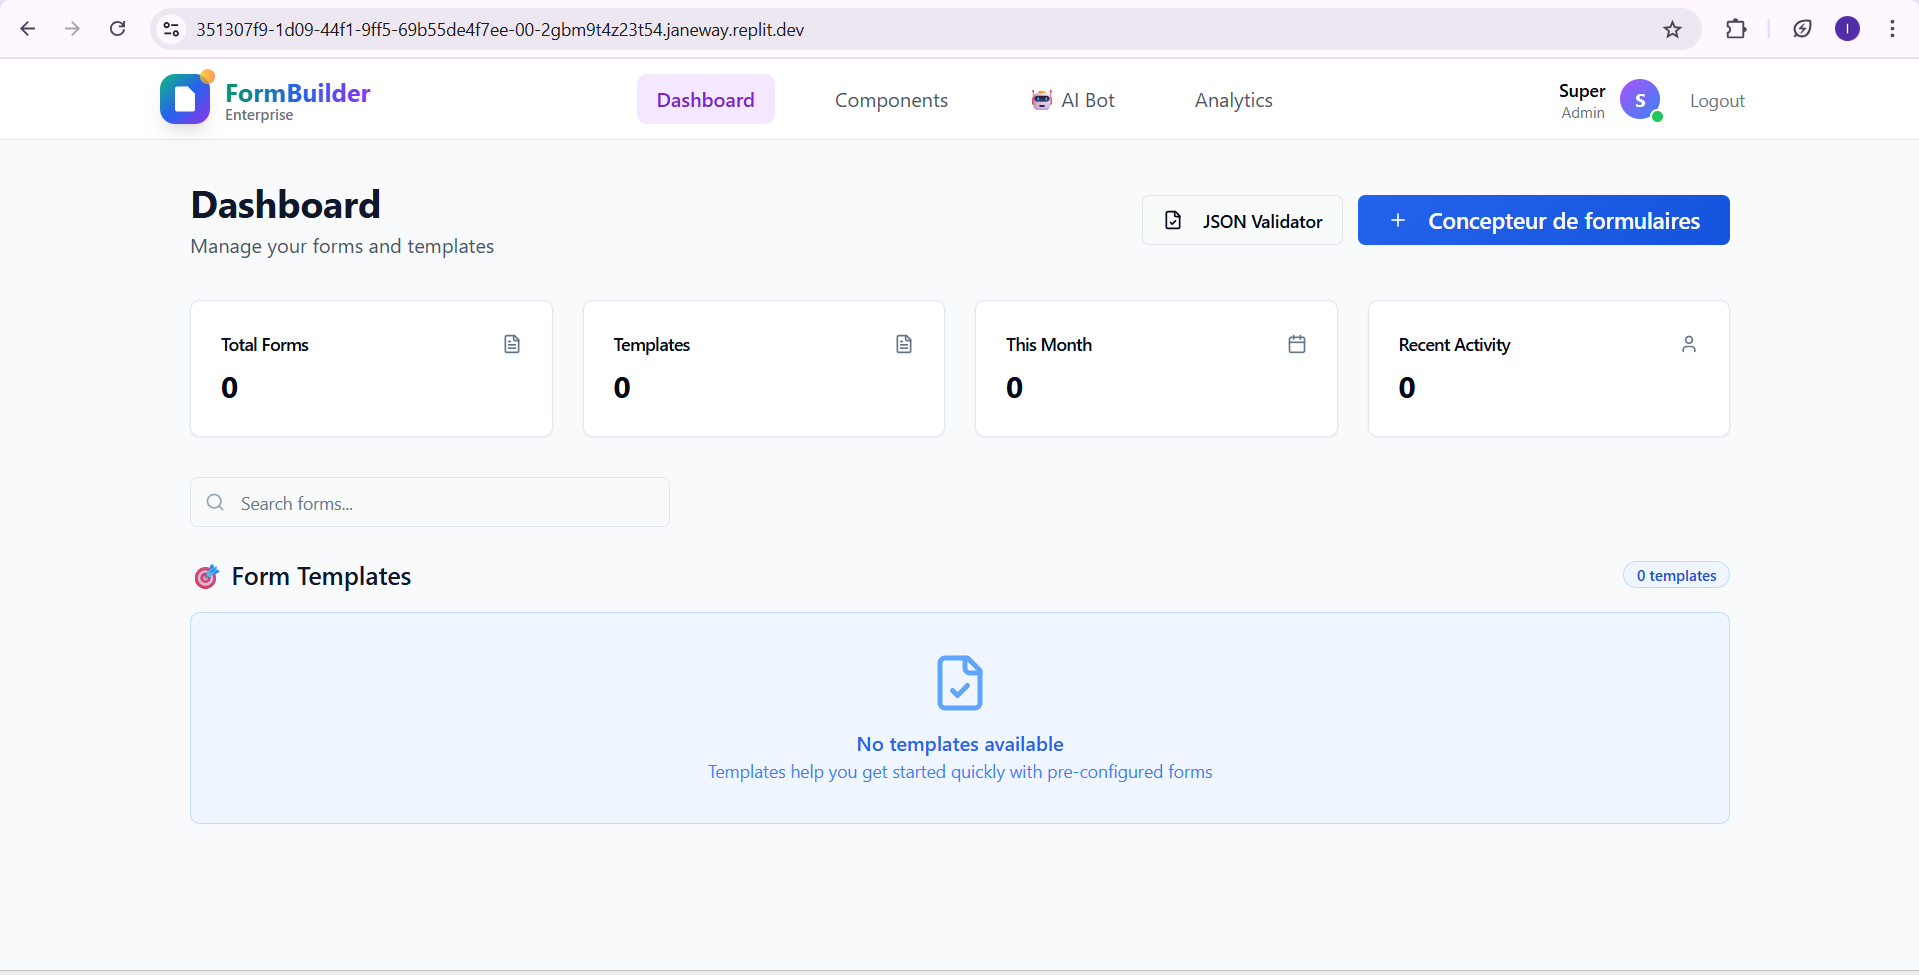 351307f9-1d09-44f1-9ff5-69b55de4f7ee-00-2gbm9t4z23t54.janeway.replit.dev
I
FormBuilder
Enterprise
Dashboard
Components
AI Bot
Analytics
Super
Admin
S
Logout
Dashboard
Manage your forms and templates
JSON Validator
+ Concepteur de formulaires
Total Forms
0
Templates
0
This Month
0
Recent Activity
0
Search forms...
Form Templates
0 templates
No templates available
Templates help you get started quickly with pre-configured forms